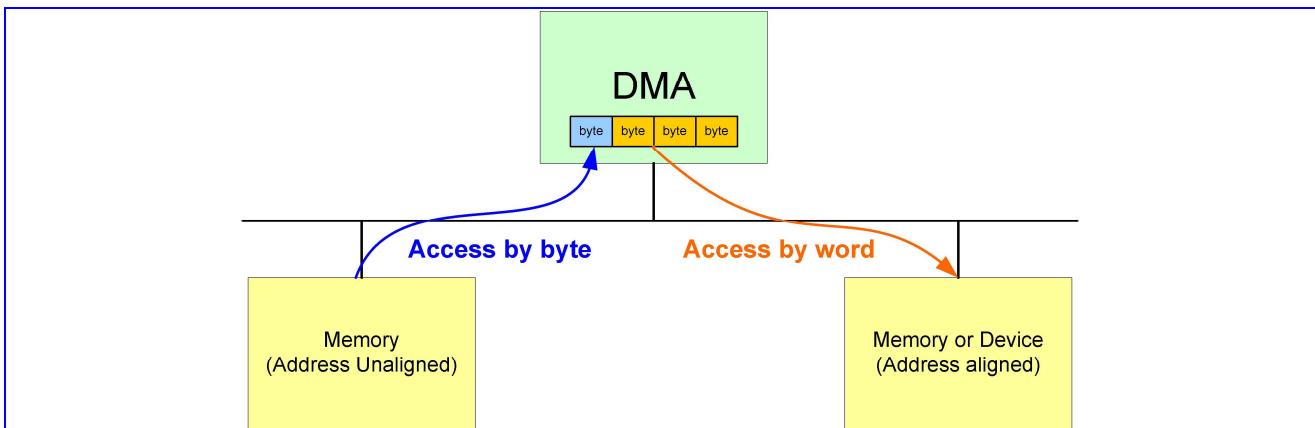 DMA
byte byte byte byte
Access by byte
Access by word
Memory
(Address Unaligned)
Memory or Device
(Address aligned)